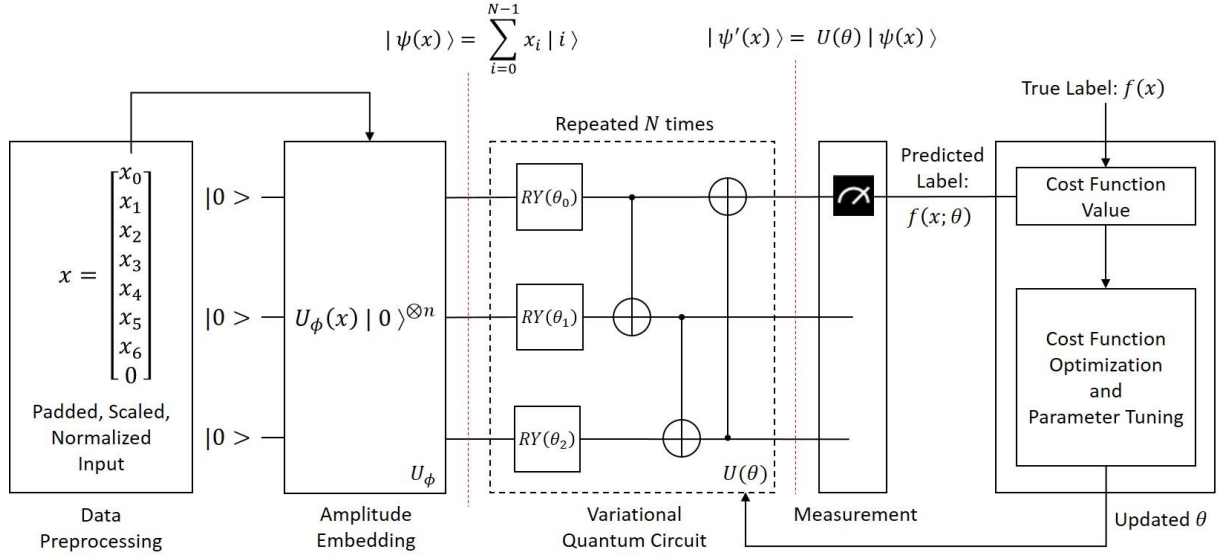 | ψ(x) ⟩ = ∑_{i=0}^{N−1} x_i | i ⟩
| ψ′(x) ⟩ = U(θ) | ψ(x) ⟩
True Label: f(x)
Repeated N times
x =
x_0
x_1
x_2
x_3
x_4
x_5
x_6
0
Padded, Scaled,
Normalized
Input
|0 >
|0 >
|0 >
U_ϕ(x) | 0 ⟩^{⊗n}
U_ϕ
RY(θ_0)
RY(θ_1)
RY(θ_2)
U(θ)
Predicted
Label:
f(x; θ)
Cost Function
Value
Cost Function
Optimization
and
Parameter Tuning
Data
Preprocessing
Amplitude
Embedding
Variational
Quantum Circuit
Measurement
Updated θ